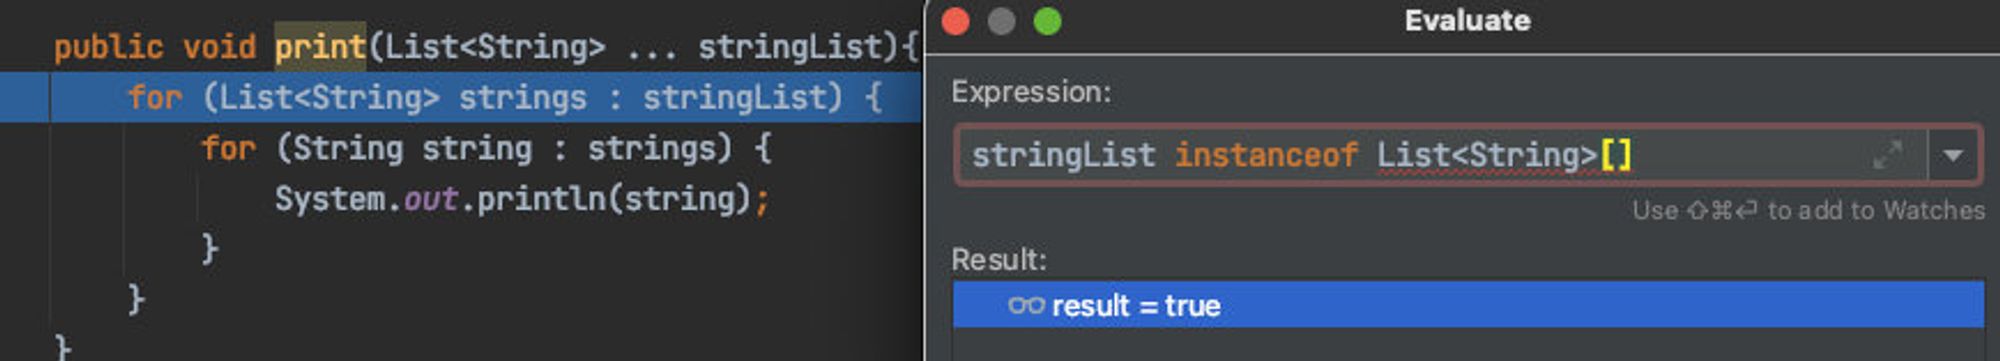 public void print(List<String> ... stringList){
for (List<String> strings : stringList) {
for (String string : strings) {
System.out.println(string);
}
}
}
Evaluate
Expression:
stringList instanceof List<String>[]
Use ⇧⌘⏎ to add to Watches
Result:
result = true